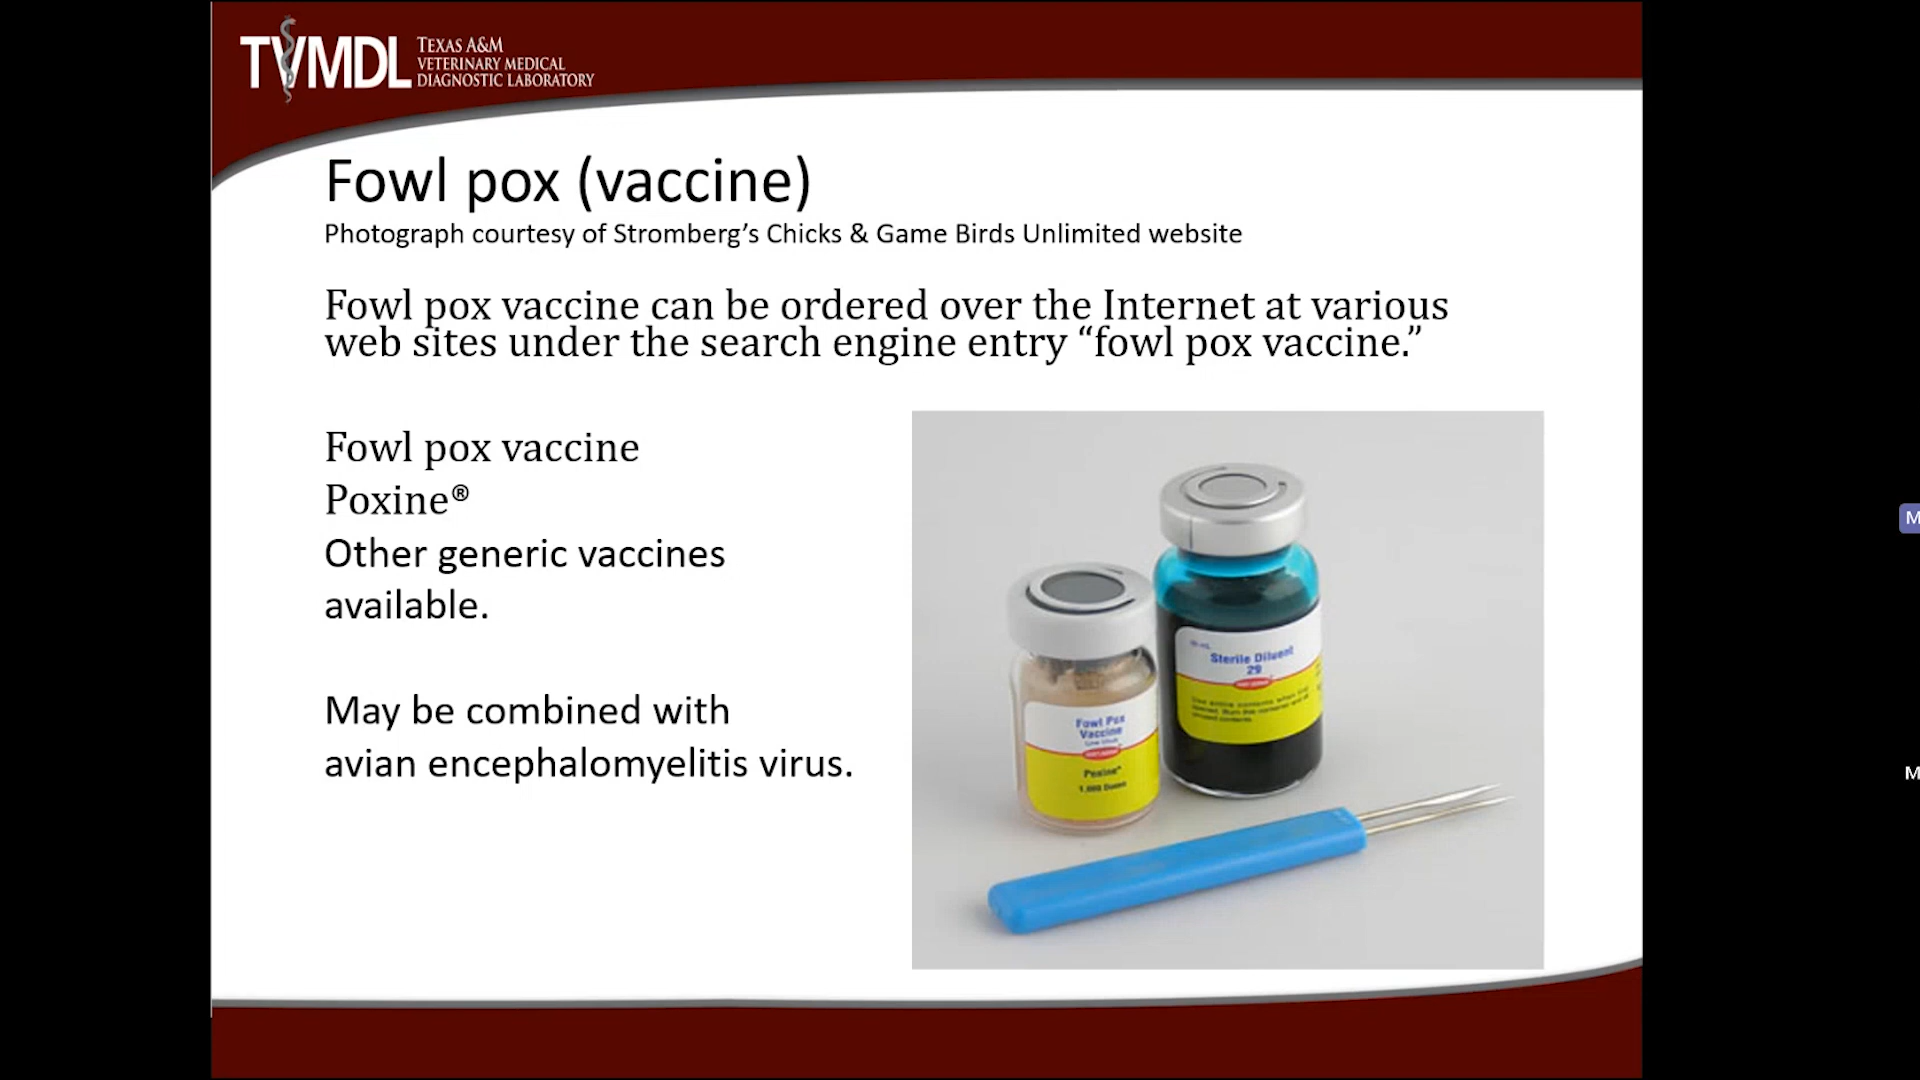 TVMDL
TEXAS A&M
VETERINARY MEDICAL
DIAGNOSTIC LABORATORY
Fowl pox (vaccine)
Photograph courtesy of Stromberg’s Chicks & Game Birds Unlimited website
Fowl pox vaccine can be ordered over the Internet at various
web sites under the search engine entry “fowl pox vaccine.”
Fowl pox vaccine
Poxine®
Other generic vaccines
available.
May be combined with
avian encephalomyelitis virus.
Sterile Diluent
29
Fowl Pox
Vaccine
Live Virus
Poxine®
1,000 Doses
M
M